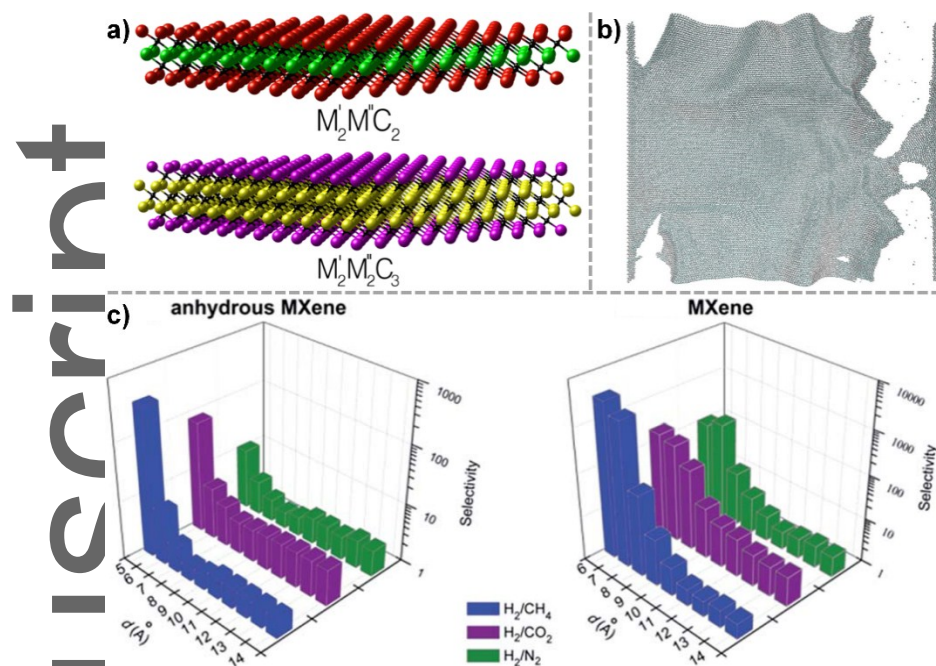 uscript
a)
M'₂M"C₂
M'₂M"₂C₃
b)
c)
anhydrous MXene
1000
100
10
1
Selectivity
5
6
7
8
9
10
11
12
13
14
d(Å)
H₂/CH₄
H₂/CO₂
H₂/N₂
MXene
10000
1000
100
10
1
Selectivity
6
7
8
9
10
11
12
13
14
d(Å)